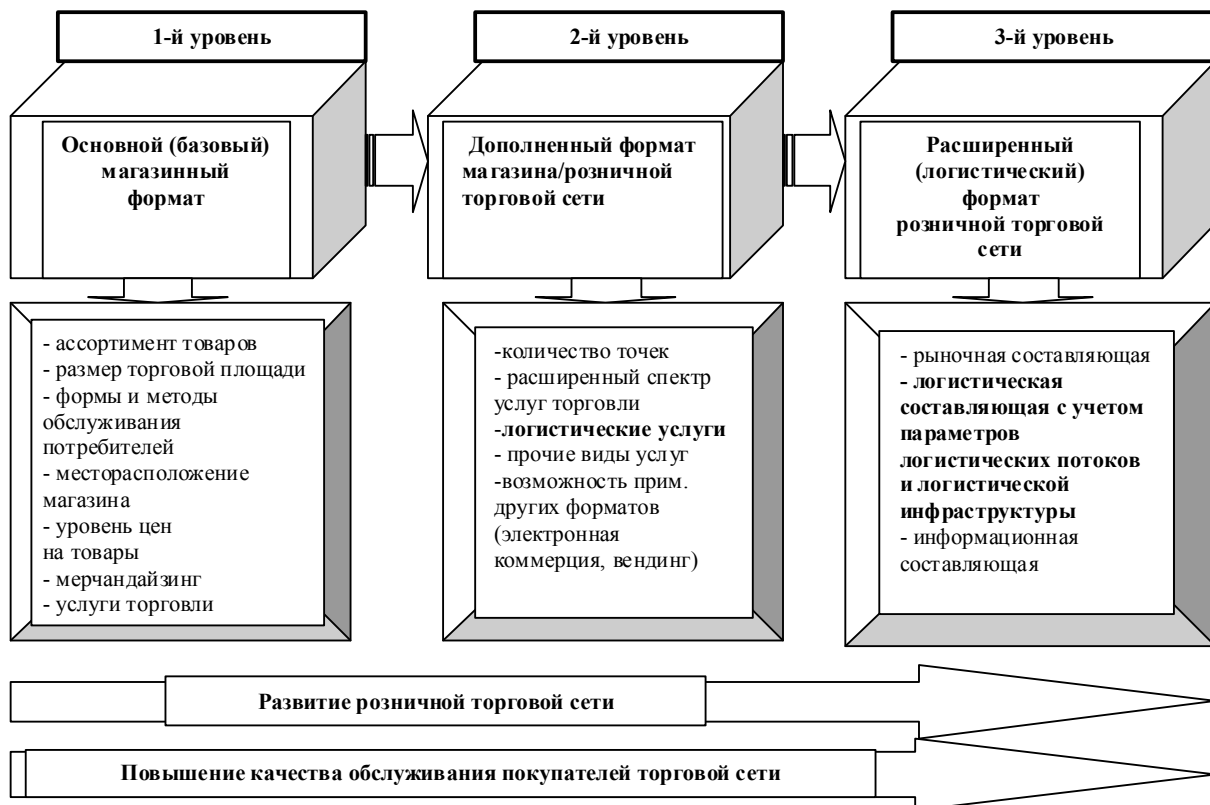 1-й уровень
2-й уровень
3-й уровень
Основной (базовый)
магазинный
формат
Дополненный формат
магазина/розничной
торговой сети
Расширенный
(логистический)
формат
розничной торговой
сети
- ассортимент товаров
- размер торговой площади
- формы и методы
обслуживания
потребителей
- месторасположение
магазина
- уровень цен
на товары
- мерчандайзинг
- услуги торговли
-количество точек
- расширенный спектр
услуг торговли
-логистические услуги
- прочие виды услуг
-возможность прим.
других форматов
(электронная
коммерция, вендинг)
- рыночная составляющая
- логистическая
составляющая с учетом
параметров
логистических потоков
и логистической
инфраструктуры
- информационная
составляющая
Развитие розничной торговой сети
Повышение качества обслуживания покупателей торговой сети